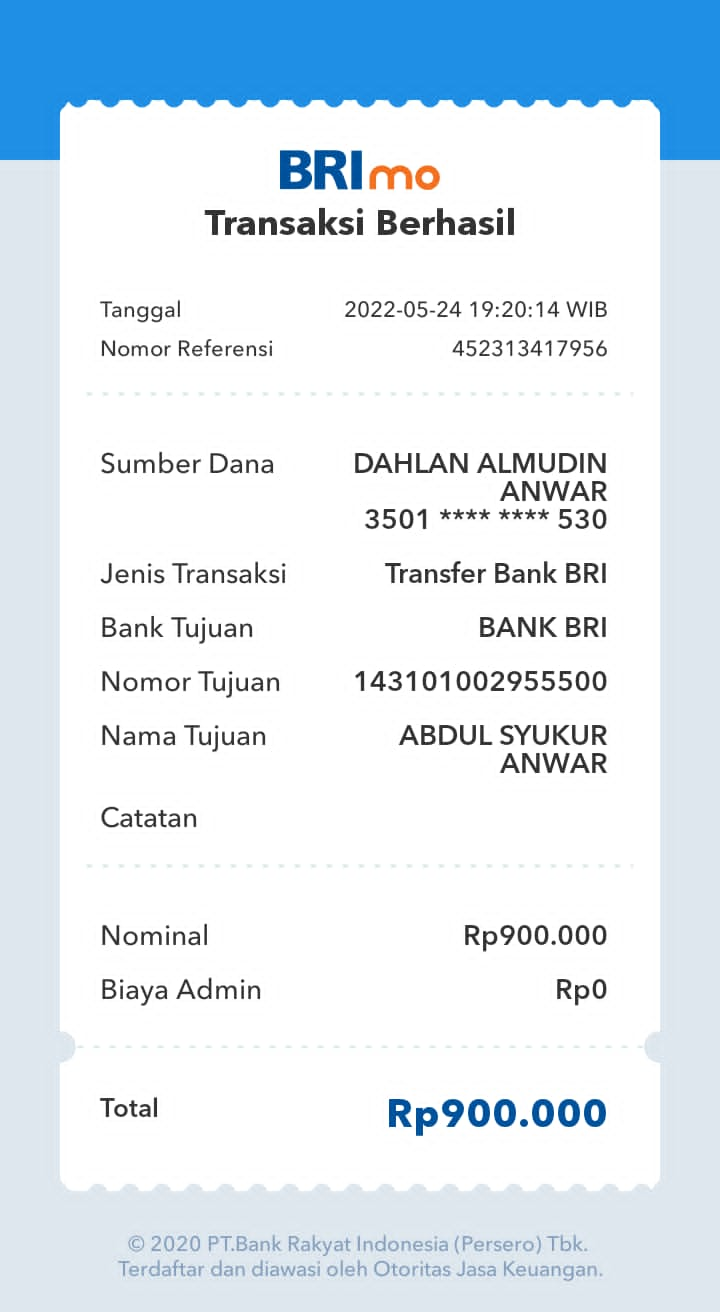 BRImo
Transaksi Berhasil
Tanggal 2022-05-24 19:20:14 WIB
Nomor Referensi 452313417956
Sumber Dana DAHLAN ALMUDIN
ANWAR
3501 **** **** 530
Jenis Transaksi Transfer Bank BRI
Bank Tujuan BANK BRI
Nomor Tujuan 143101002955500
Nama Tujuan ABDUL SYUKUR
ANWAR
Catatan
Nominal Rp900.000
Biaya Admin Rp0
Total Rp900.000
© 2020 PT.Bank Rakyat Indonesia (Persero) Tbk.
Terdaftar dan diawasi oleh Otoritas Jasa Keuangan.